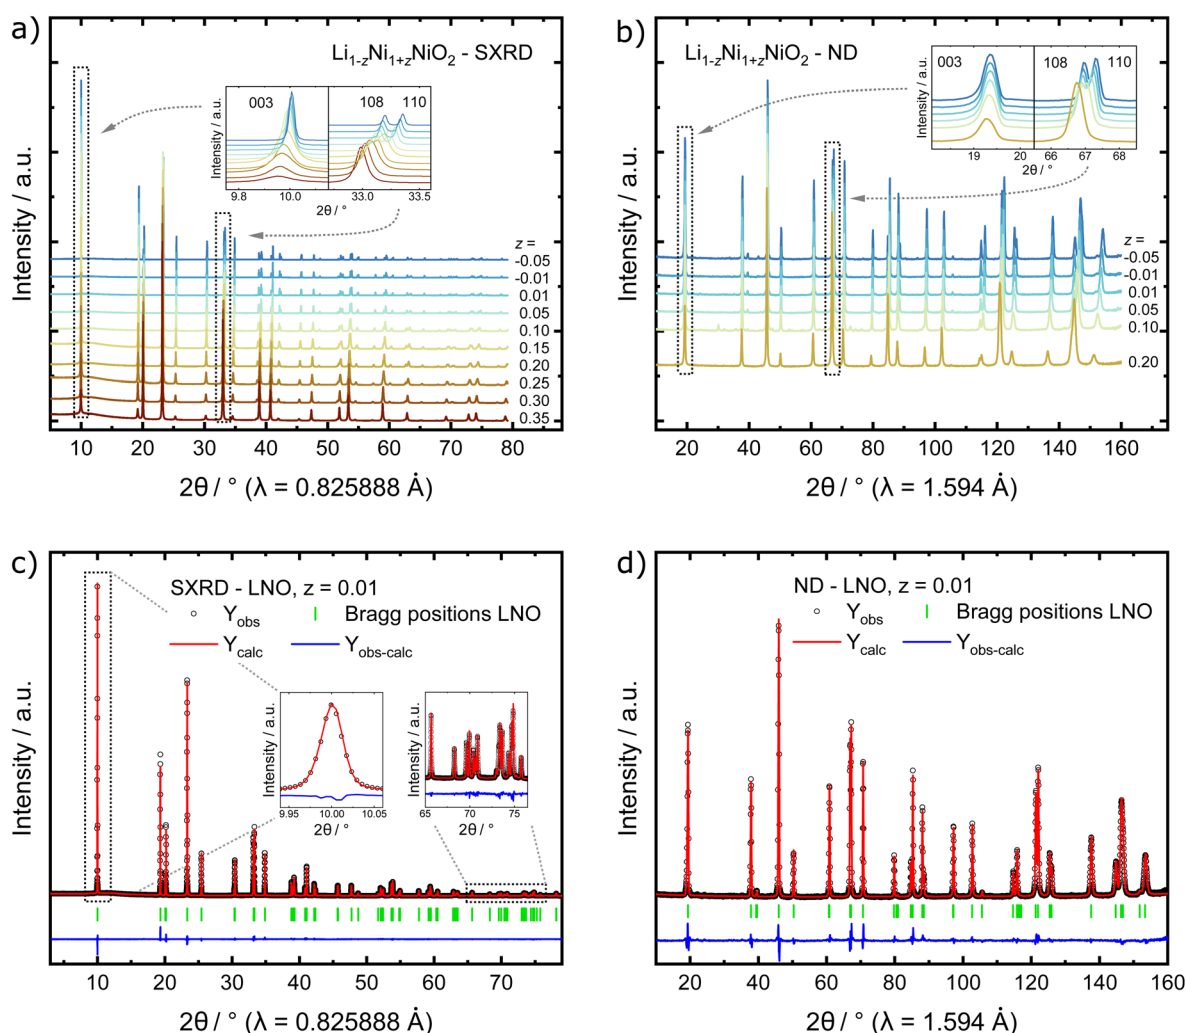 a)
Li1-zNi1+zNiO2 - SXRD
003
108
110
Intensity / a.u.
9.8 10.0 33.0 33.5
2θ / °
z =
-0.05
-0.01
0.01
0.05
0.10
0.15
0.20
0.25
0.30
0.35
Intensity / a.u.
10 20 30 40 50 60 70 80
2θ / ° (λ = 0.825888 Å)
b)
Li1-zNi1+zNiO2 - ND
003
108
110
Intensity / a.u.
19 20 66 67 68
2θ / °
z =
-0.05
-0.01
0.01
0.05
0.10
0.20
Intensity / a.u.
20 40 60 80 100 120 140 160
2θ / ° (λ = 1.594 Å)
c)
SXRD - LNO, z = 0.01
Yobs
Bragg positions LNO
Ycalc
Yobs-calc
Intensity / a.u.
9.95 10.00 10.05
2θ / °
65 70 75
2θ / °
Intensity / a.u.
10 20 30 40 50 60 70
2θ / ° (λ = 0.825888 Å)
d)
ND - LNO, z = 0.01
Yobs
Bragg positions LNO
Ycalc
Yobs-calc
Intensity / a.u.
20 40 60 80 100 120 140 160
2θ / ° (λ = 1.594 Å)